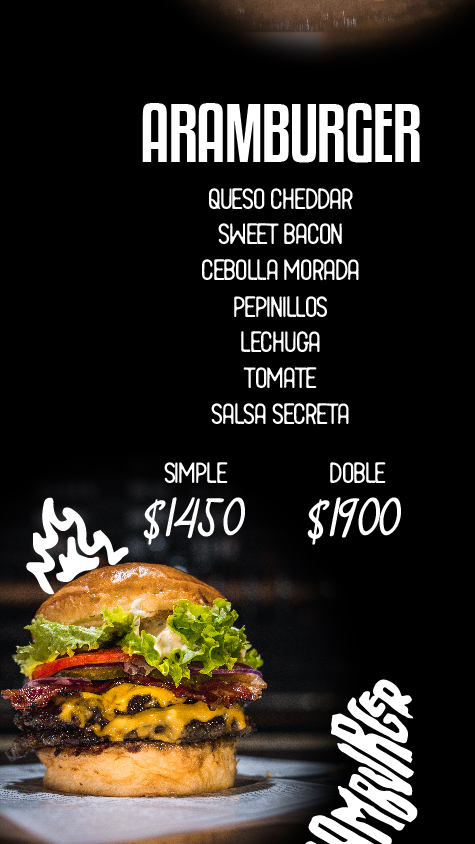 ARAMBURGER
QUESO CHEDDAR
SWEET BACON
CEBOLLA MORADA
PEPINILLOS
LECHUGA
TOMATE
SALSA SECRETA
SIMPLE DOBLE
$1450 $1900